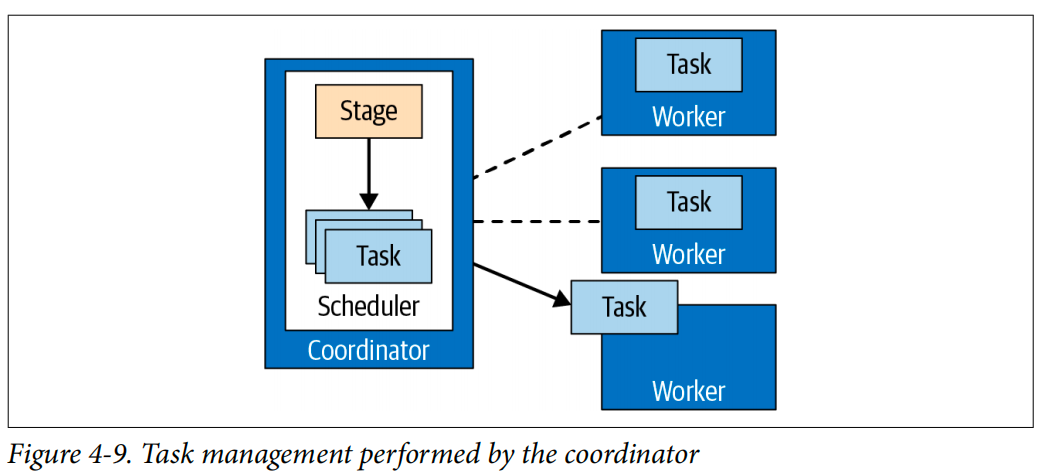 Stage
Task
Scheduler
Coordinator
Task
Worker
Task
Worker
Task
Worker
Figure 4-9. Task management performed by the coordinator